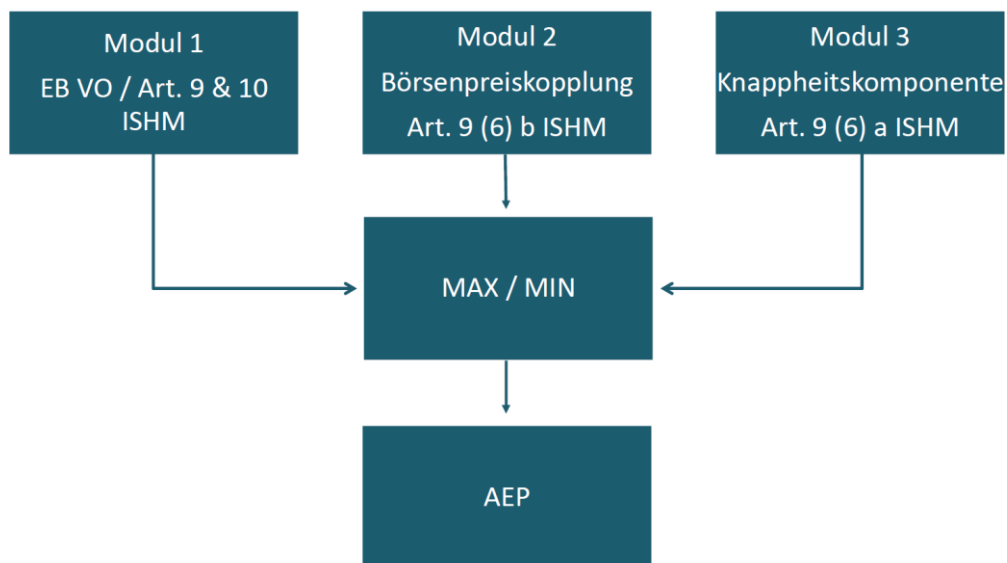 Modul 1
EB VO / Art. 9 & 10
ISHM
Modul 2
Börsenpreiskopplung
Art. 9 (6) b ISHM
Modul 3
Knappheitskomponente
Art. 9 (6) a ISHM
MAX / MIN
AEP